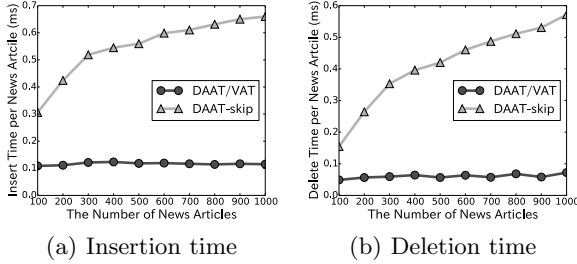 Insert Time per News Artcile (ms)
0.7
0.6
0.5
0.4
0.3
0.2
0.1
0.0
DAAT/VAT
DAAT-skip
100 200 300 400 500 600 700 800 900 1000
The Number of News Articles
(a) Insertion time
Delete Time per News Artcile (ms)
0.6
0.5
0.4
0.3
0.2
0.1
0.0
DAAT/VAT
DAAT-skip
100 200 300 400 500 600 700 800 900 1000
The Number of News Articles
(b) Deletion time